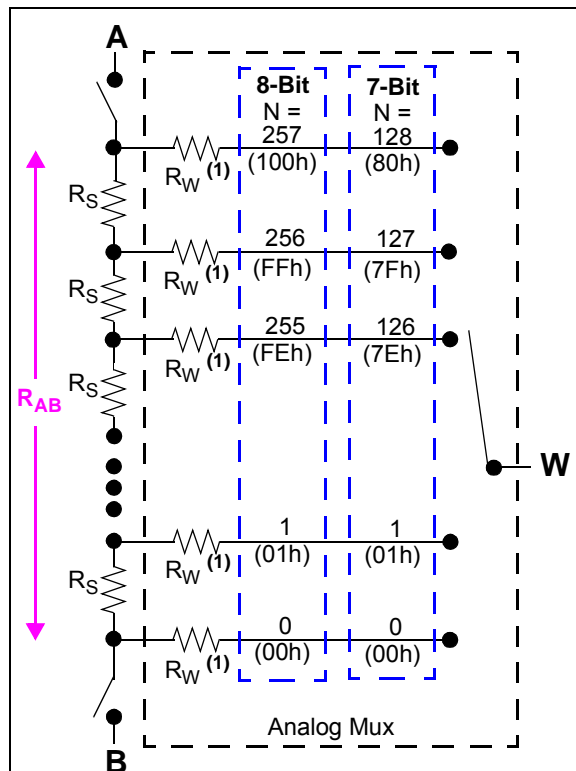 A
8-Bit
N =
7-Bit
N =
257
(100h)
128
(80h)
RW (1)
RS
256
(FFh)
127
(7Fh)
RW (1)
RS
255
(FEh)
126
(7Eh)
RW (1)
RS
RAB
W
1
(01h)
1
(01h)
RW (1)
RS
0
(00h)
0
(00h)
RW (1)
Analog Mux
B